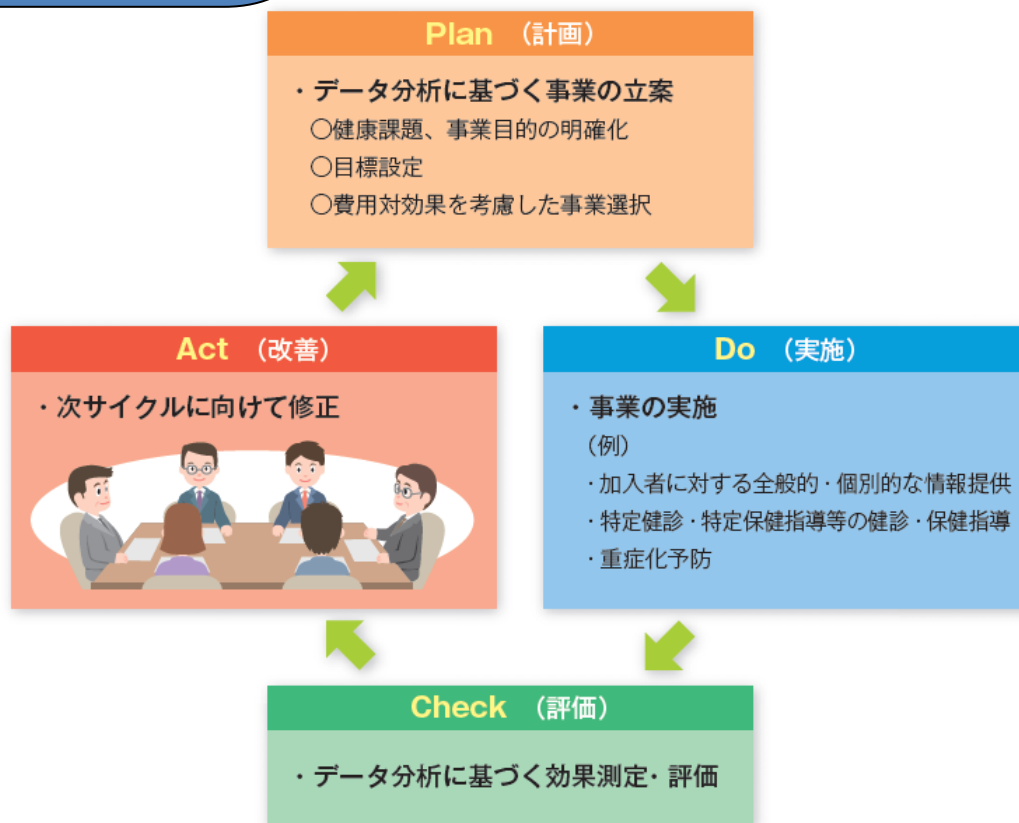 Plan （計画）
・データ分析に基づく事業の立案
〇健康課題、事業目的の明確化
〇目標設定
〇費用対効果を考慮した事業選択
Act （改善）
・次サイクルに向けて修正
Do （実施）
・事業の実施
（例）
・加入者に対する全般的・個別的な情報提供
・特定健診・特定保健指導等の健診・保健指導
・重症化予防
Check （評価）
・データ分析に基づく効果測定・評価